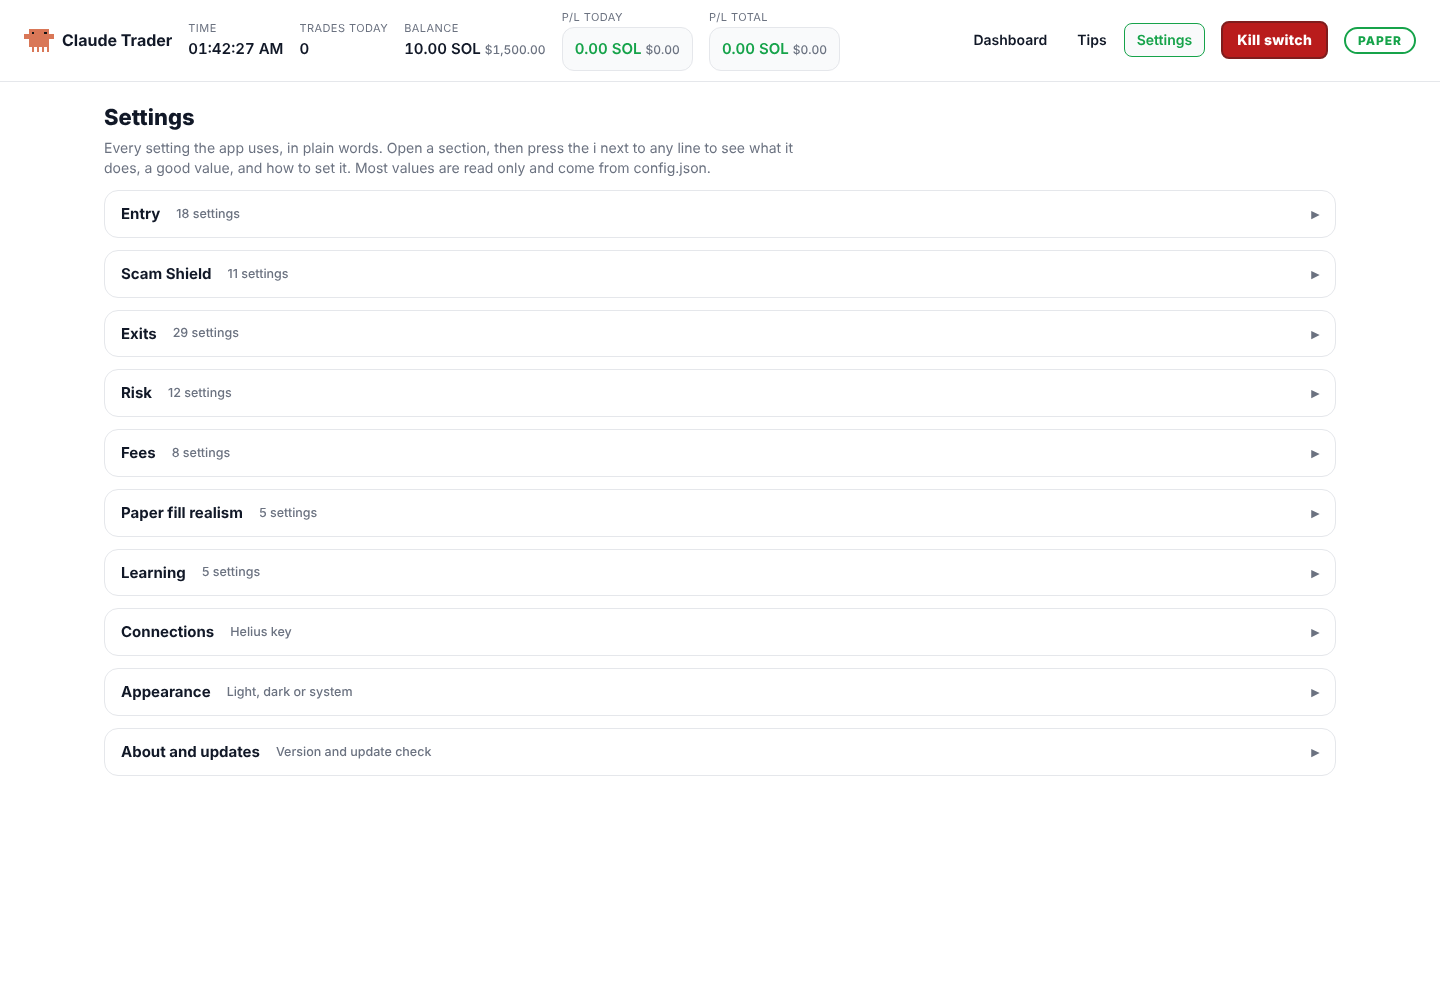 Claude Trader
TIME
01:42:27 AM
TRADES TODAY
0
BALANCE
10.00 SOL $1,500.00
P/L TODAY
0.00 SOL $0.00
P/L TOTAL
0.00 SOL $0.00
Dashboard
Tips
Settings
Kill switch
PAPER
Settings
Every setting the app uses, in plain words. Open a section, then press the i next to any line to see what it
does, a good value, and how to set it. Most values are read only and come from config.json.
Entry 18 settings
Scam Shield 11 settings
Exits 29 settings
Risk 12 settings
Fees 8 settings
Paper fill realism 5 settings
Learning 5 settings
Connections Helius key
Appearance Light, dark or system
About and updates Version and update check